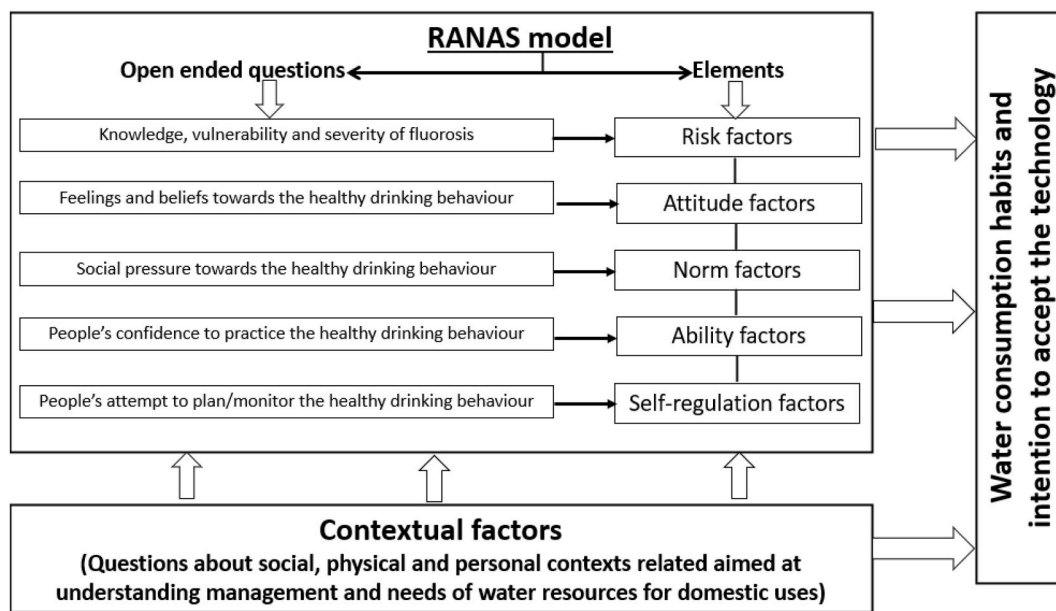 RANAS model
Open ended questions
Elements
Knowledge, vulnerability and severity of fluorosis
Risk factors
Feelings and beliefs towards the healthy drinking behaviour
Attitude factors
Social pressure towards the healthy drinking behaviour
Norm factors
People's confidence to practice the healthy drinking behaviour
Ability factors
People's attempt to plan/monitor the healthy drinking behaviour
Self-regulation factors
Contextual factors
(Questions about social, physical and personal contexts related aimed at
understanding management and needs of water resources for domestic uses)
Water consumption habits and
intention to accept the technology